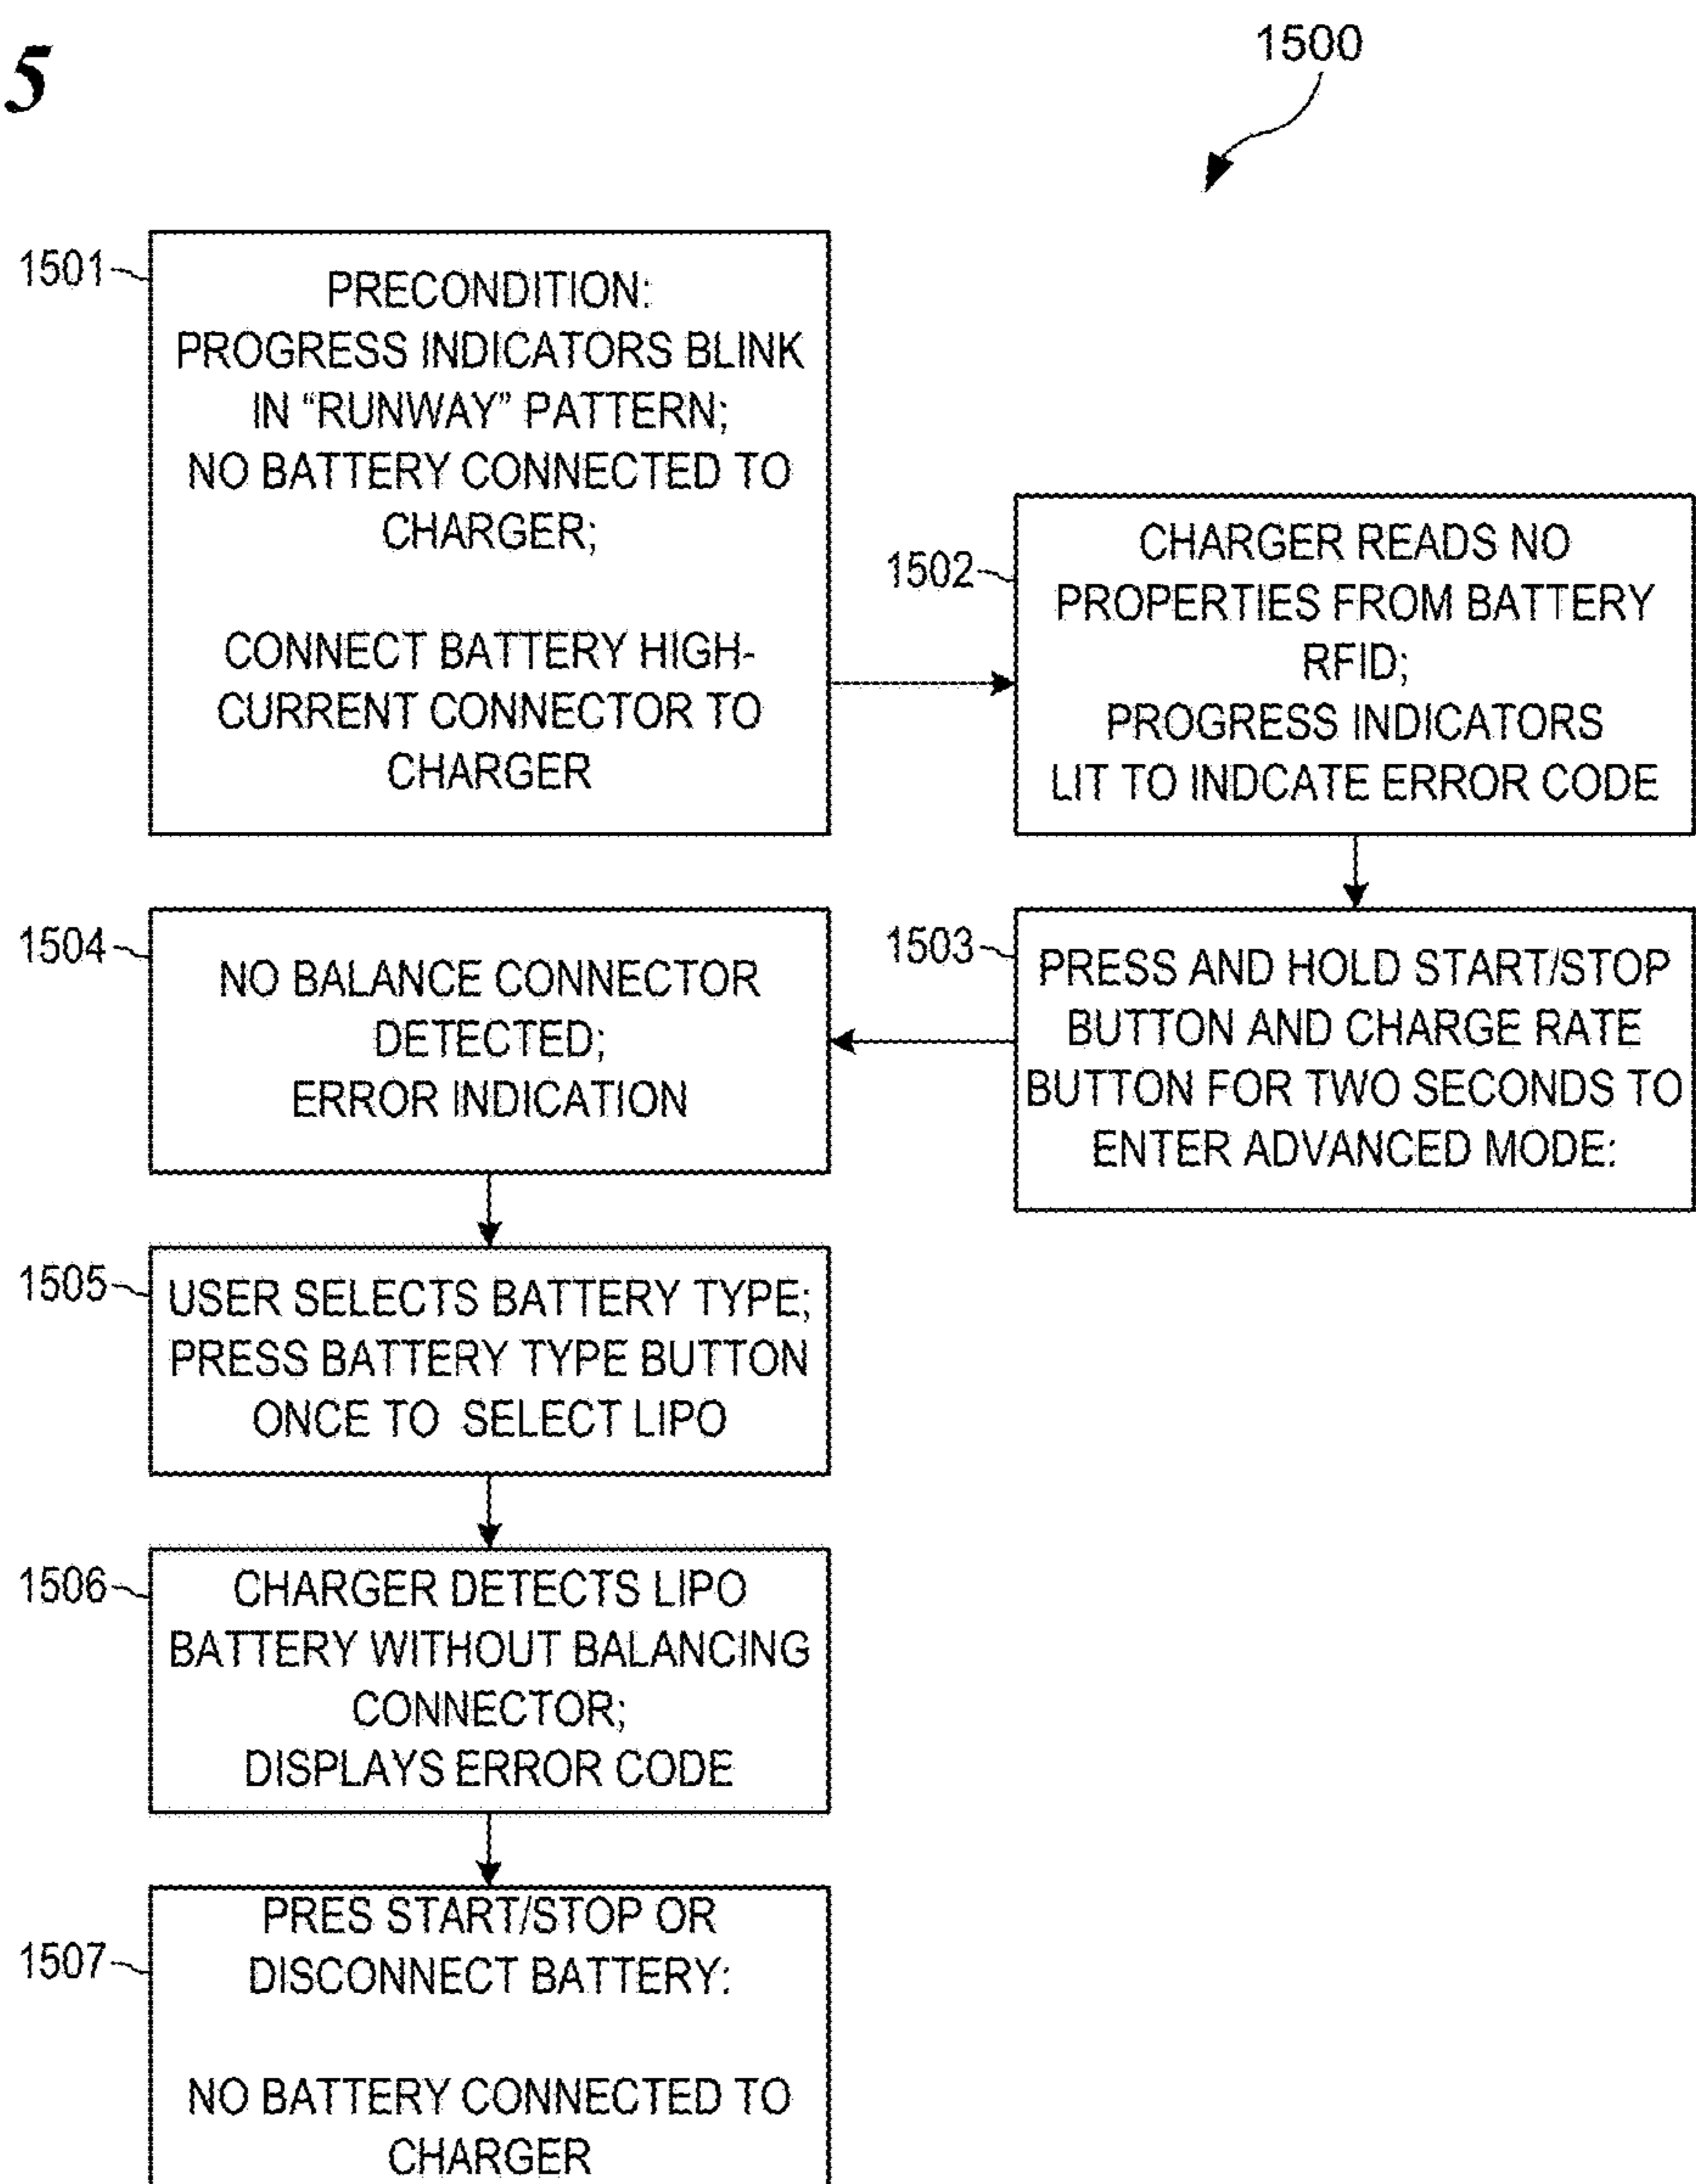 5
1500
1501
PRECONDITION:
PROGRESS INDICATORS BLINK
IN “RUNWAY” PATTERN;
NO BATTERY CONNECTED TO
CHARGER;
CONNECT BATTERY HIGH-
CURRENT CONNECTOR TO
CHARGER
1502
CHARGER READS NO
PROPERTIES FROM BATTERY
RFID;
PROGRESS INDICATORS
LIT TO INDCATE ERROR CODE
1503
PRESS AND HOLD START/STOP
BUTTON AND CHARGE RATE
BUTTON FOR TWO SECONDS TO
ENTER ADVANCED MODE:
1504
NO BALANCE CONNECTOR
DETECTED;
ERROR INDICATION
1505
USER SELECTS BATTERY TYPE;
PRESS BATTERY TYPE BUTTON
ONCE TO SELECT LIPO
1506
CHARGER DETECTS LIPO
BATTERY WITHOUT BALANCING
CONNECTOR;
DISPLAYS ERROR CODE
1507
PRES START/STOP OR
DISCONNECT BATTERY:
NO BATTERY CONNECTED TO
CHARGER